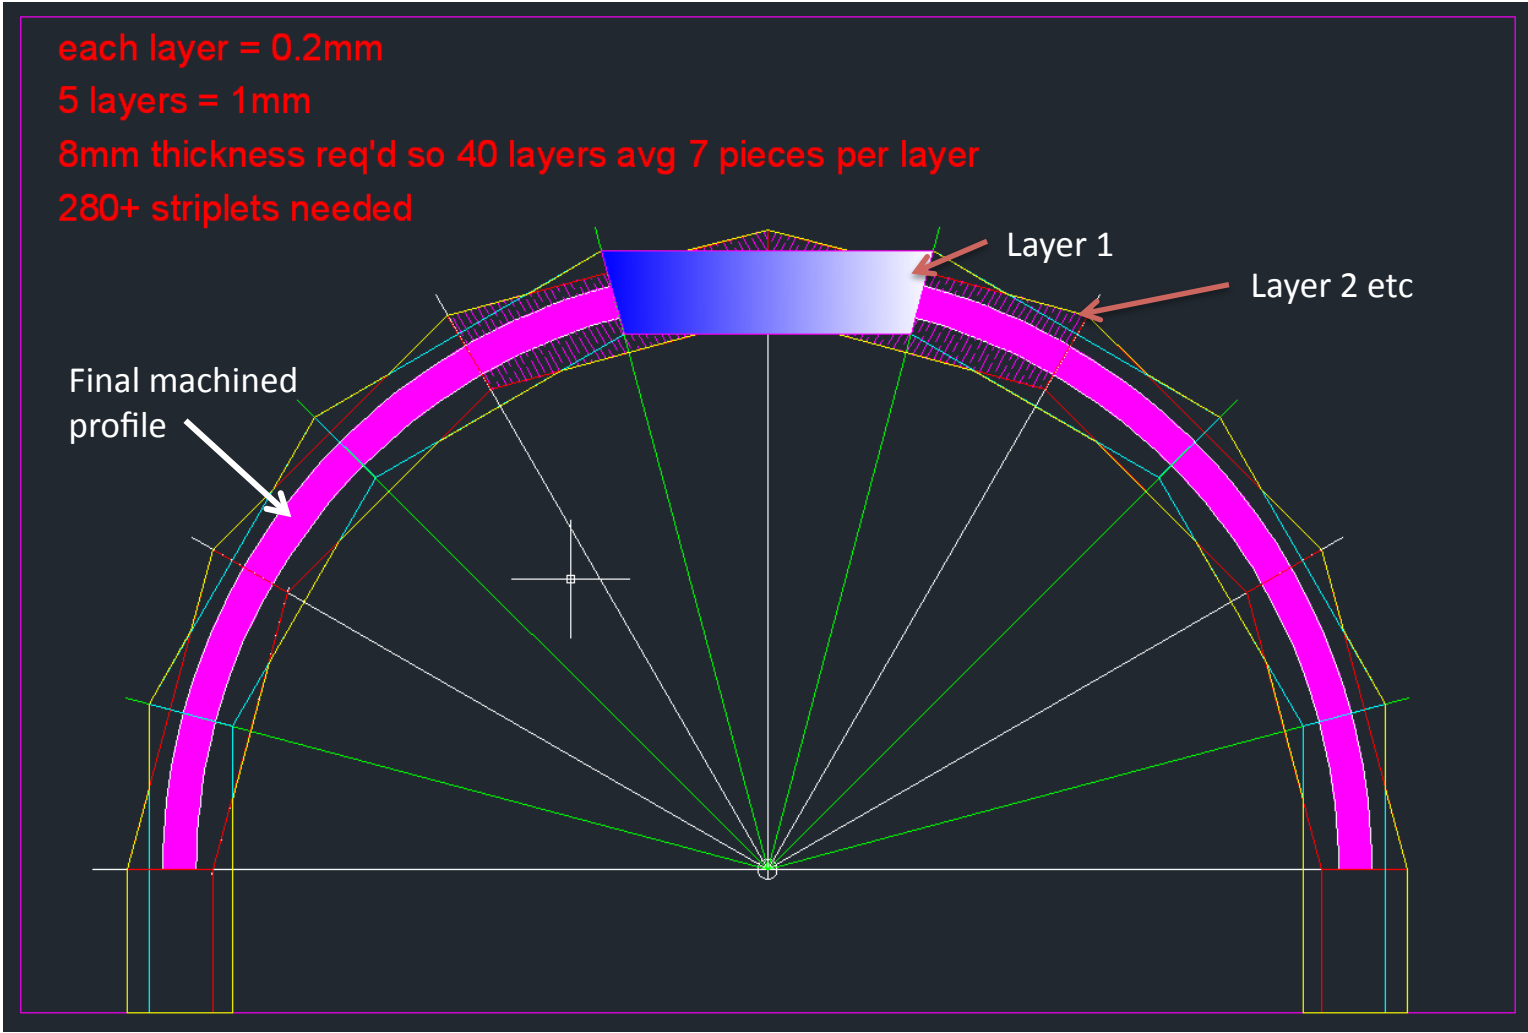 each layer = 0.2mm
5 layers = 1mm
8mm thickness req'd so 40 layers avg 7 pieces per layer
280+ striplets needed
Layer 1
Layer 2 etc
Final machined
profile